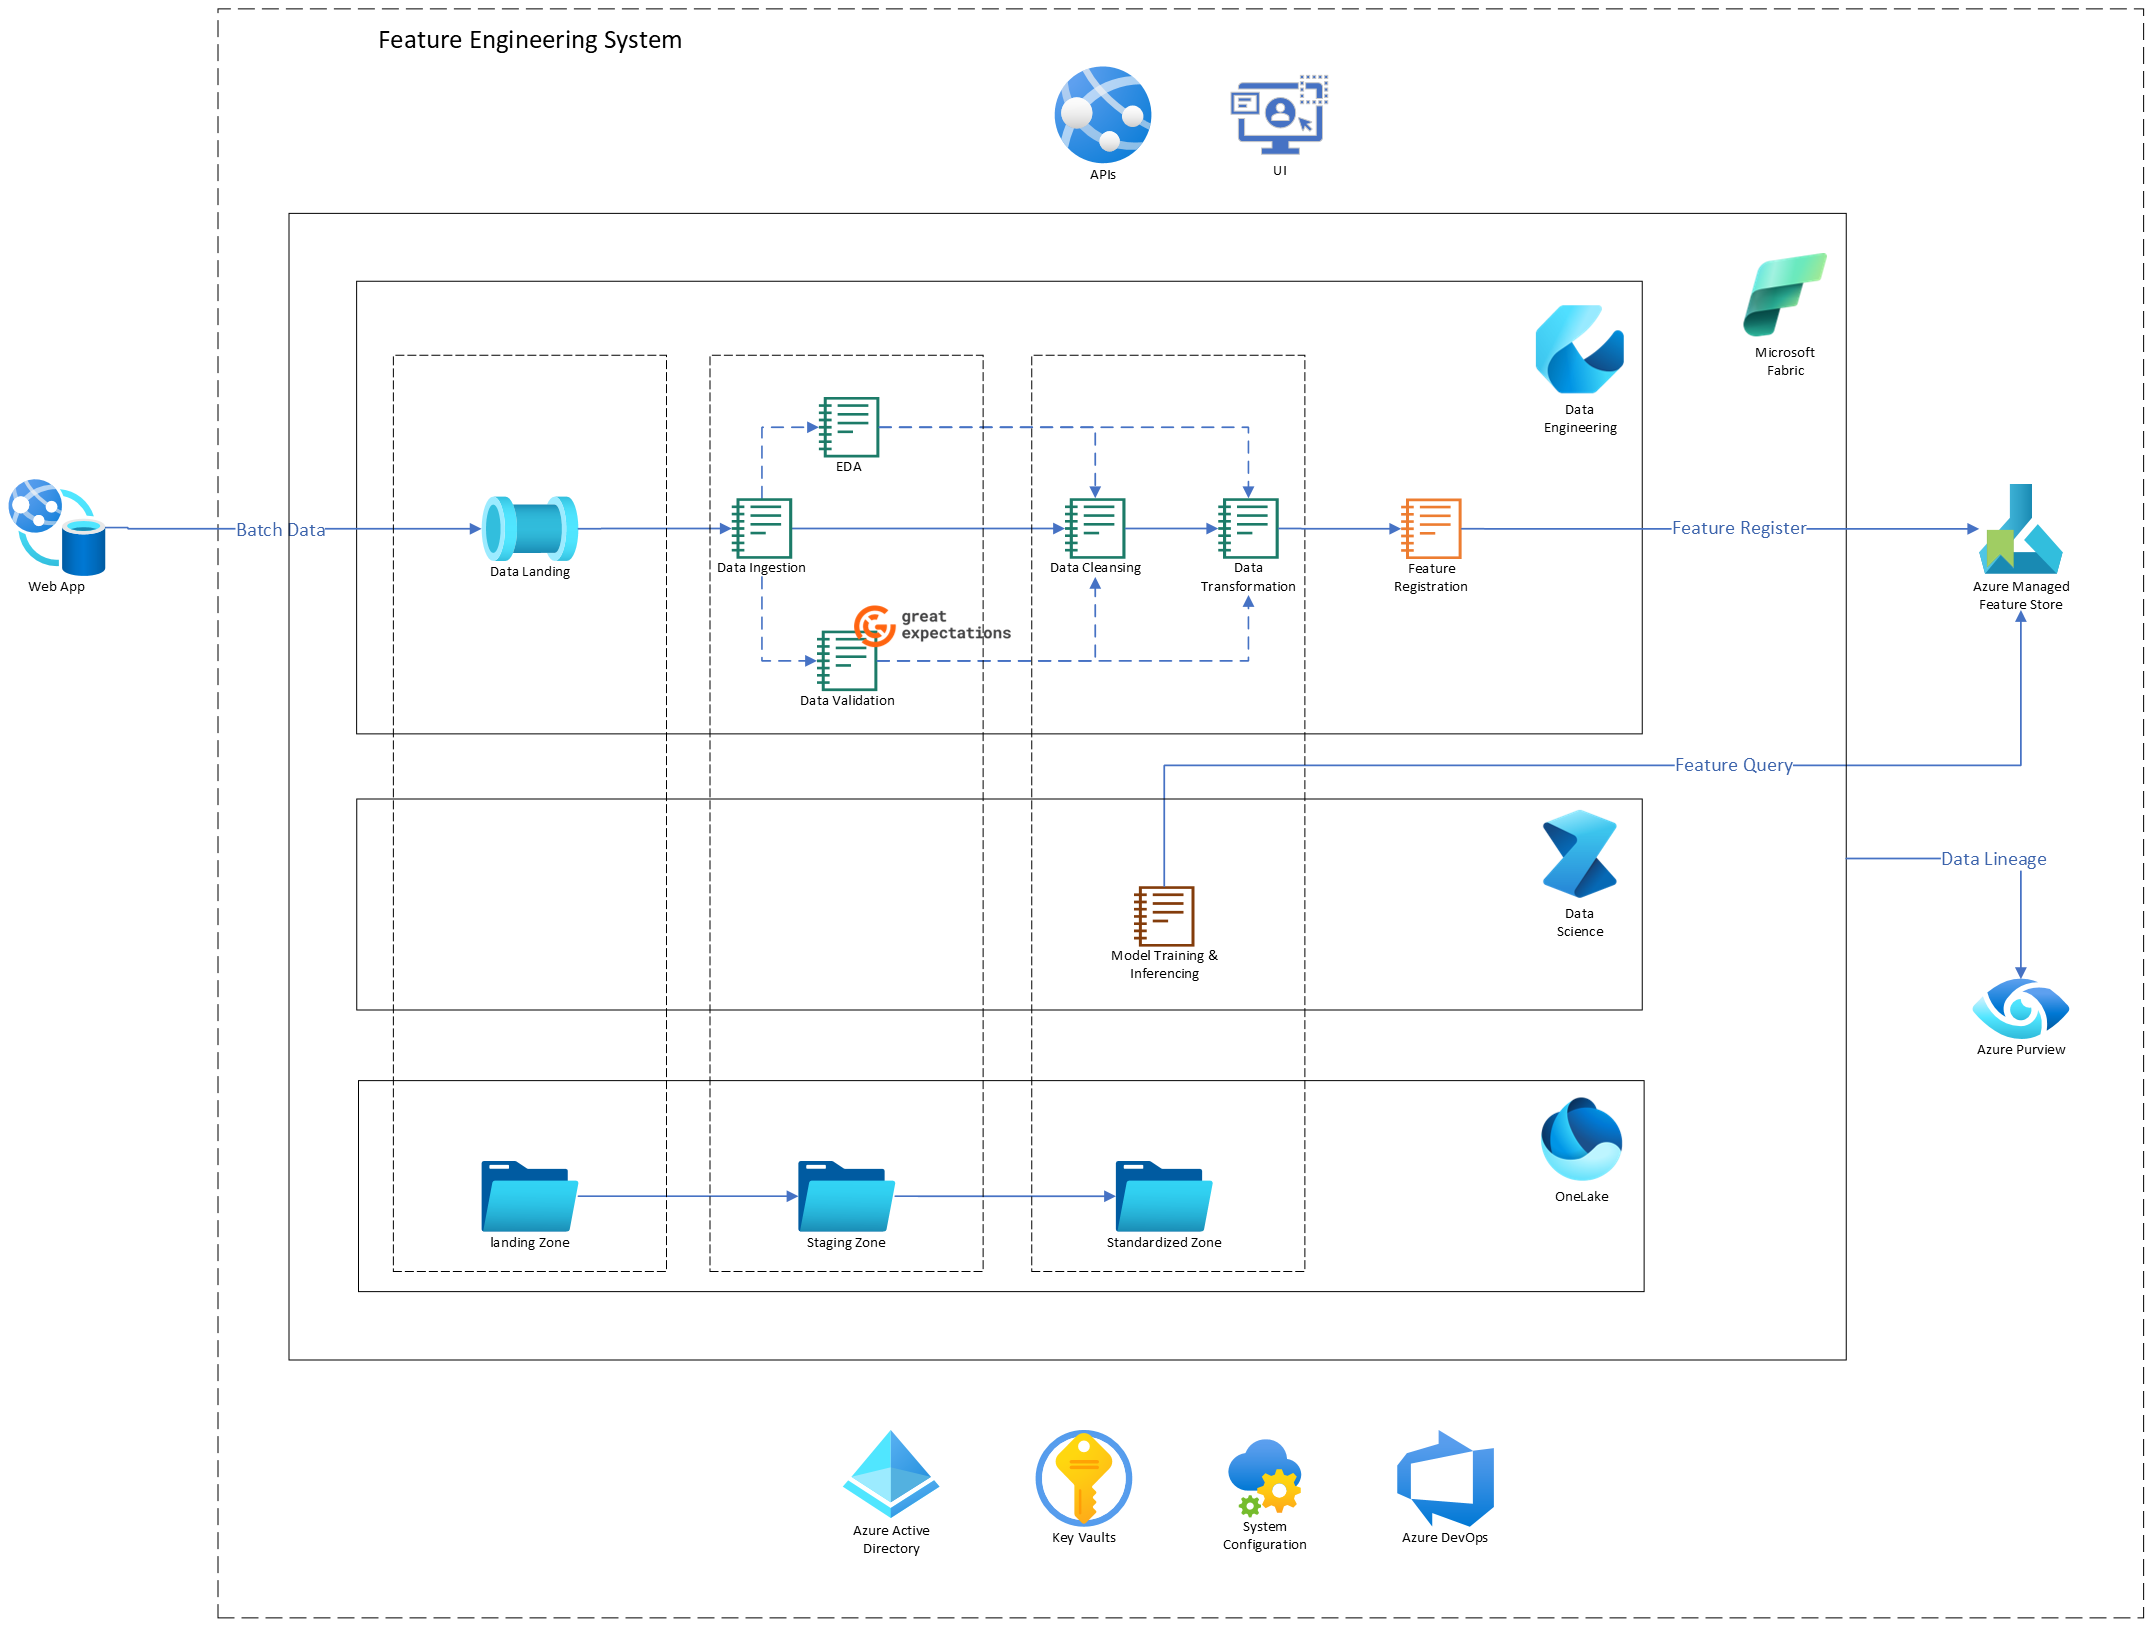 Feature Engineering System
APIs
UI
Microsoft
Fabric
Data
Engineering
EDA
Web App
Batch Data
Data Landing
Data Ingestion
Data Cleansing
Data
Transformation
Feature
Registration
Feature Register
Azure Managed
Feature Store
great
expectations
Data Validation
Feature Query
Data
Science
Data Lineage
Model Training &
Inferencing
Azure Purview
OneLake
landing Zone
Staging Zone
Standardized Zone
Azure Active
Directory
Key Vaults
System
Configuration
Azure DevOps